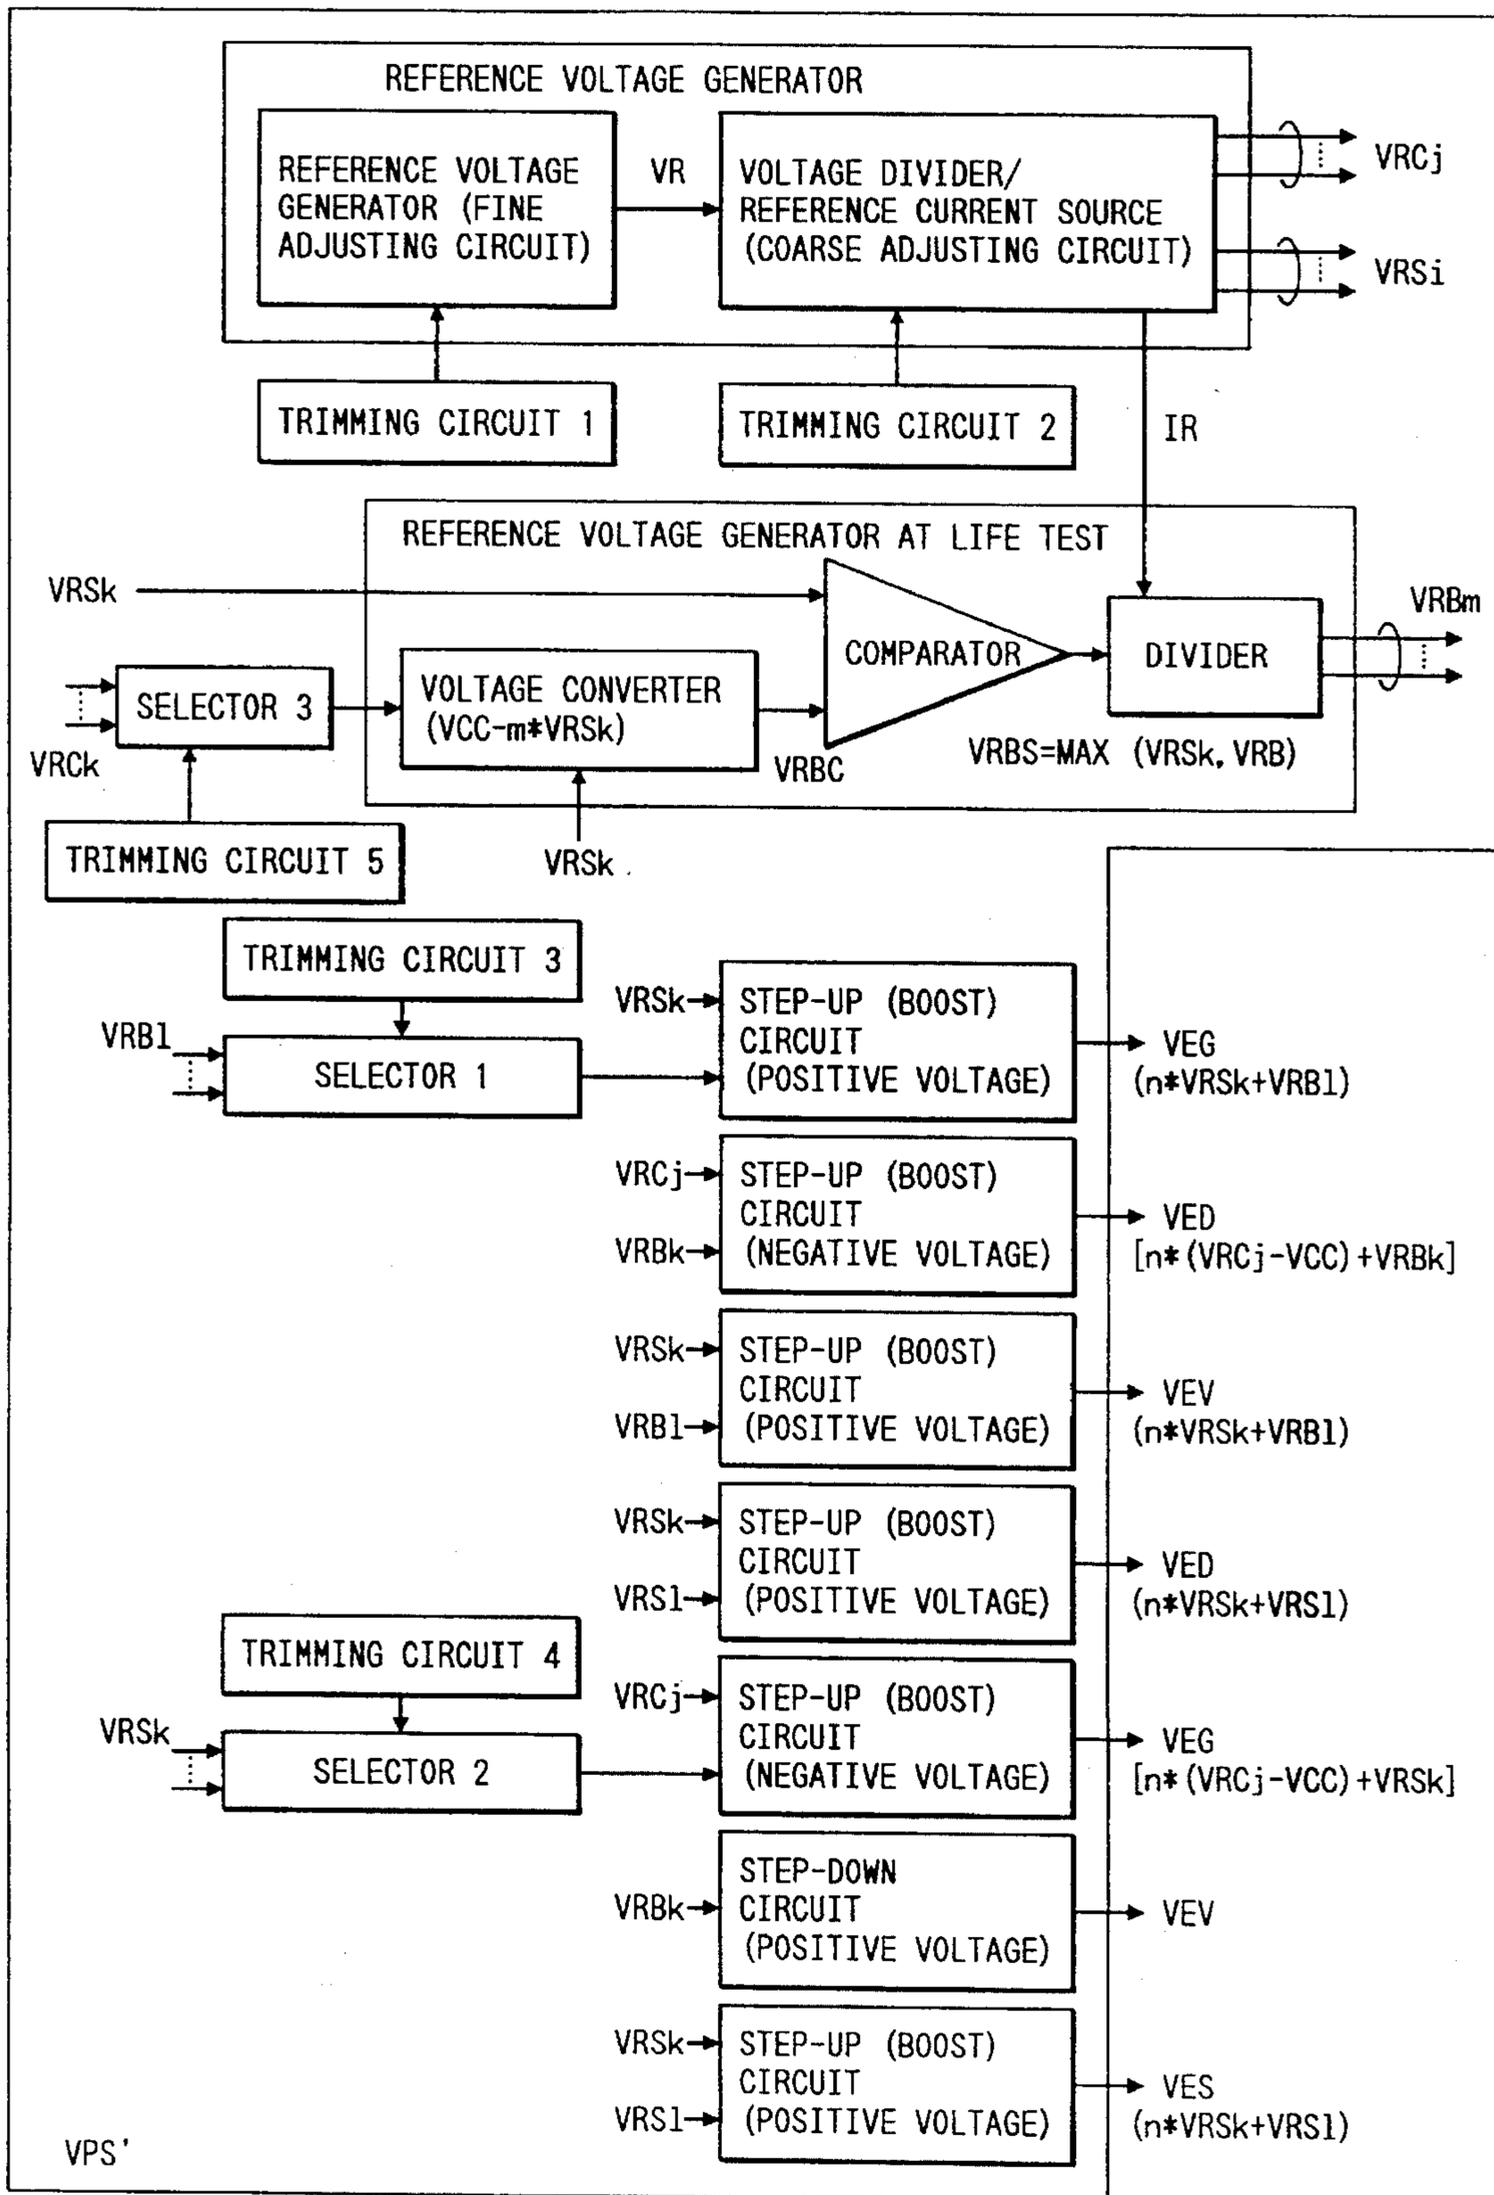 REFERENCE VOLTAGE GENERATOR
REFERENCE VOLTAGE
GENERATOR (FINE
ADJUSTING CIRCUIT)
VR
VOLTAGE DIVIDER/
REFERENCE CURRENT SOURCE
(COARSE ADJUSTING CIRCUIT)
VRCj
VRSi
TRIMMING CIRCUIT 1
TRIMMING CIRCUIT 2
IR
REFERENCE VOLTAGE GENERATOR AT LIFE TEST
VRSk
COMPARATOR
DIVIDER
VRBm
SELECTOR 3
VOLTAGE CONVERTER
(VCC-m*VRSk)
VRCk
VRBC
VRBS=MAX (VRSk, VRB)
TRIMMING CIRCUIT 5
VRSk
TRIMMING CIRCUIT 3
VRBl
SELECTOR 1
VRSk
STEP-UP (BOOST)
CIRCUIT
(POSITIVE VOLTAGE)
VEG
(n*VRSk+VRBl)
VRCj
VRBk
STEP-UP (BOOST)
CIRCUIT
(NEGATIVE VOLTAGE)
VED
[n*(VRCj-VCC)+VRBk]
VRSk
VRBl
STEP-UP (BOOST)
CIRCUIT
(POSITIVE VOLTAGE)
VEV
(n*VRSk+VRBl)
VRSk
VRSl
STEP-UP (BOOST)
CIRCUIT
(POSITIVE VOLTAGE)
VED
(n*VRSk+VRSl)
TRIMMING CIRCUIT 4
VRSk
SELECTOR 2
VRCj
STEP-UP (BOOST)
CIRCUIT
(NEGATIVE VOLTAGE)
VEG
[n*(VRCj-VCC)+VRSk]
VRBk
STEP-DOWN
CIRCUIT
(POSITIVE VOLTAGE)
VEV
VRSk
VRSl
STEP-UP (BOOST)
CIRCUIT
(POSITIVE VOLTAGE)
VES
(n*VRSk+VRSl)
VPS'